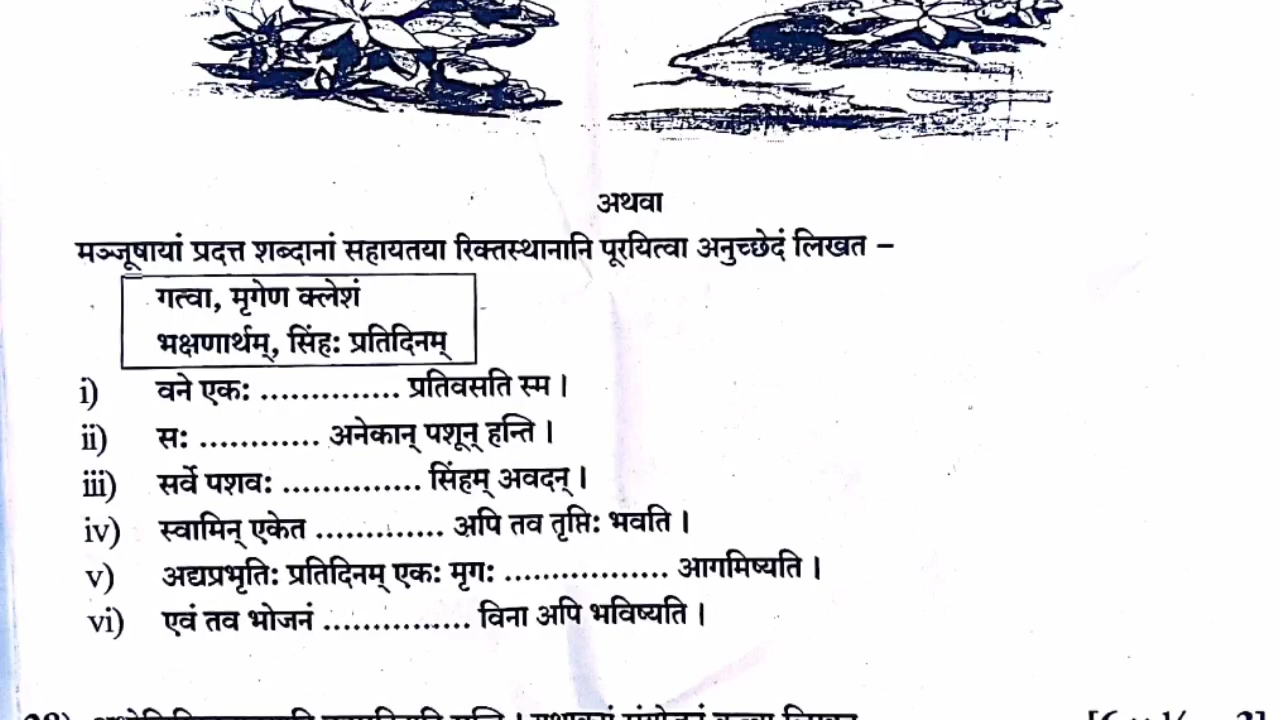 अथवा
मञ्जूषायां प्रदत्त शब्दानां सहायतया रिक्तस्थानानि पूरयित्वा अनुच्छेदं लिखत –
गत्वा, मृगेण क्लेशं
भक्षणार्थम्, सिंहः प्रतिदिनम्
i) वने एकः .............. प्रतिवसति स्म ।
ii) सः ............ अनेकान् पशून् हन्ति ।
iii) सर्वे पशवः .............. सिंहम् अवदन् ।
iv) स्वामिन् एकेत ............. अपि तव तृप्तिः भवति ।
v) अद्यप्रभृतिः प्रतिदिनम् एकः मृगः ................. आगमिष्यति ।
vi) एवं तव भोजनं ............... विना अपि भविष्यति ।